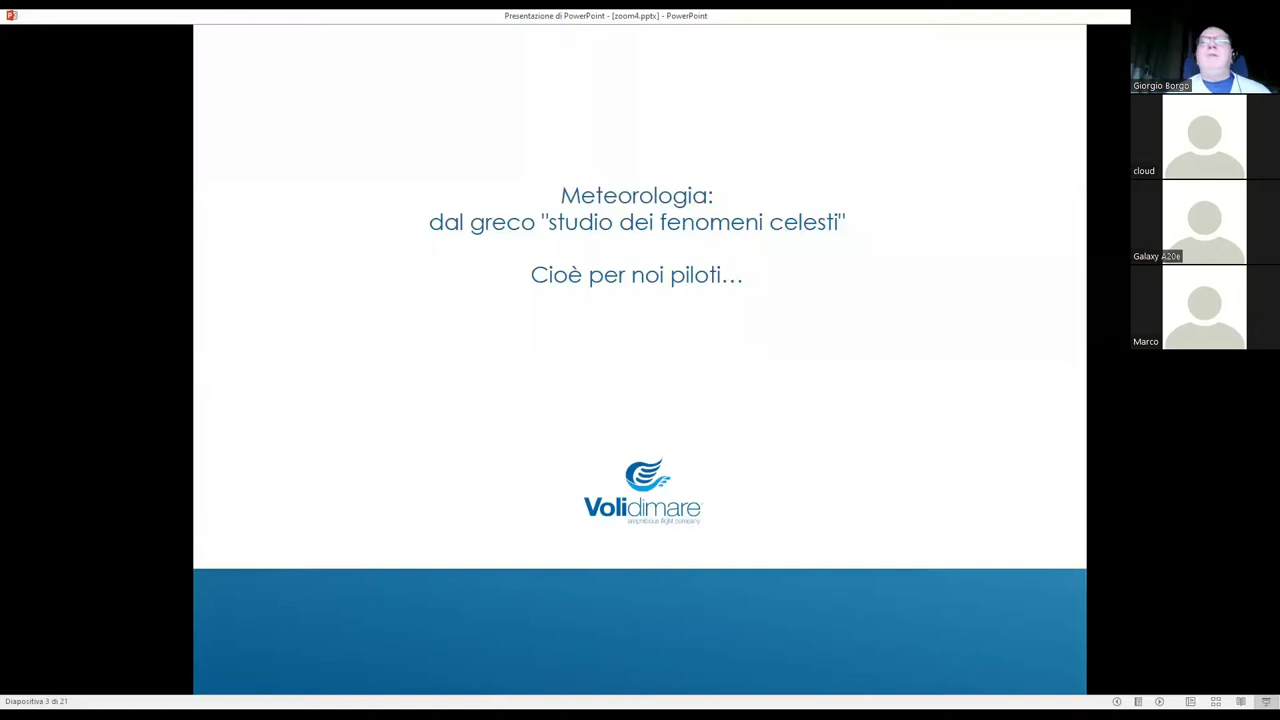 Presentazione di PowerPoint - [zoom4.pptx] - PowerPoint
Giorgio Borgo
cloud
Galaxy A20e
Marco
Meteorologia:
dal greco "studio dei fenomeni celesti"
Cioè per noi piloti...
Volidimare
amphibious flight company
Diapositiva 3 di 21